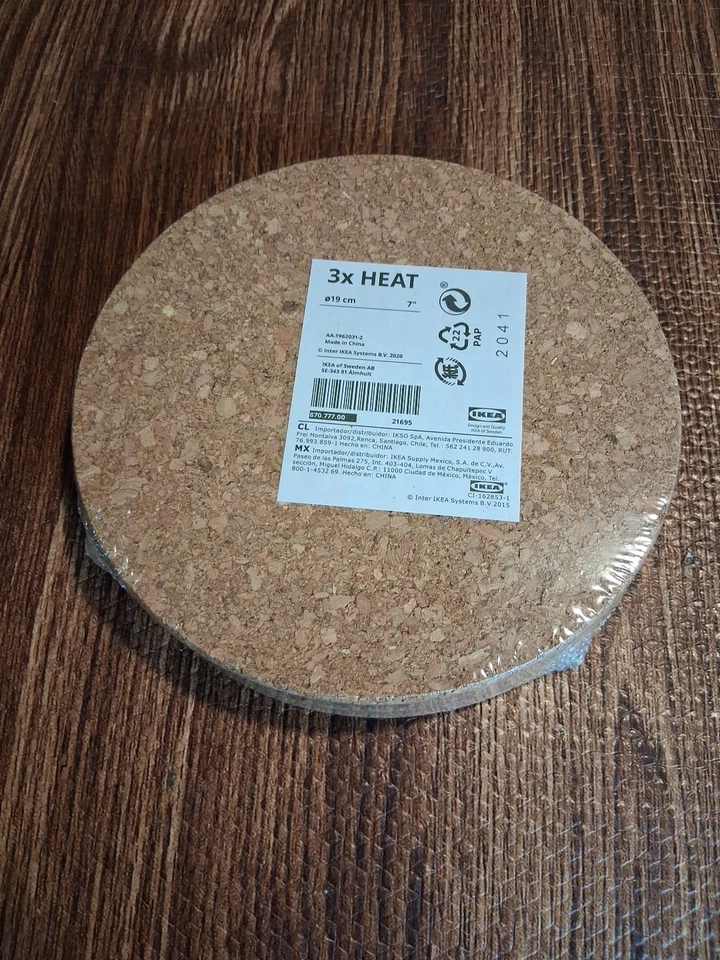 3x HEAT
ø19 cm 7"
®
22
PAP
2041
紙
AA-1962031-2
Made in China
© Inter IKEA Systems B.V. 2020
IKEA of Sweden AB
SE-343 81 Älmhult
870.777.00 21695
IKEA
Design and Quality
IKEA of Sweden
CL Importador/distribuidor: IKSO SpA, Avenida Presidente Eduardo
Frei Montalva 3092,Renca, Santiago, Chile, Tel.: 562 241 28 900, RUT:
76.993.859-1 Hecho en: CHINA
MX Importador/distribuidor: IKEA Supply Mexico, S.A. de C.V.,Av.
Paseo de las Palmas 275, Int. 403-404, Lomas de Chapultepec V
sección, Miguel Hidalgo C.P.: 11000 Ciudad de México, México, Tel.
800-1-4532 69. Hecho en: CHINA
IKEA
CI-162853-1
© Inter IKEA Systems B.V 2015